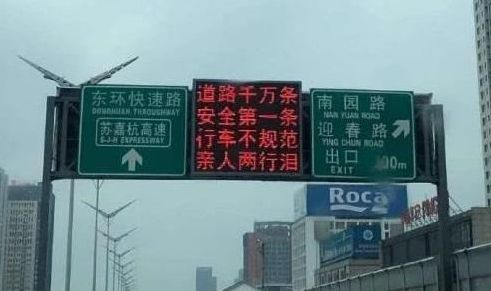 东环快速路
DONGHUAN THROUGHWAY
苏嘉杭高速
S-J-H EXPRESSWAY
道路千万条
安全第一条
行车不规范
亲人两行泪
南园路
NAN YUAN ROAD
迎春路
YING CHUN ROAD
出口
EXIT
400m
Roca
Roca